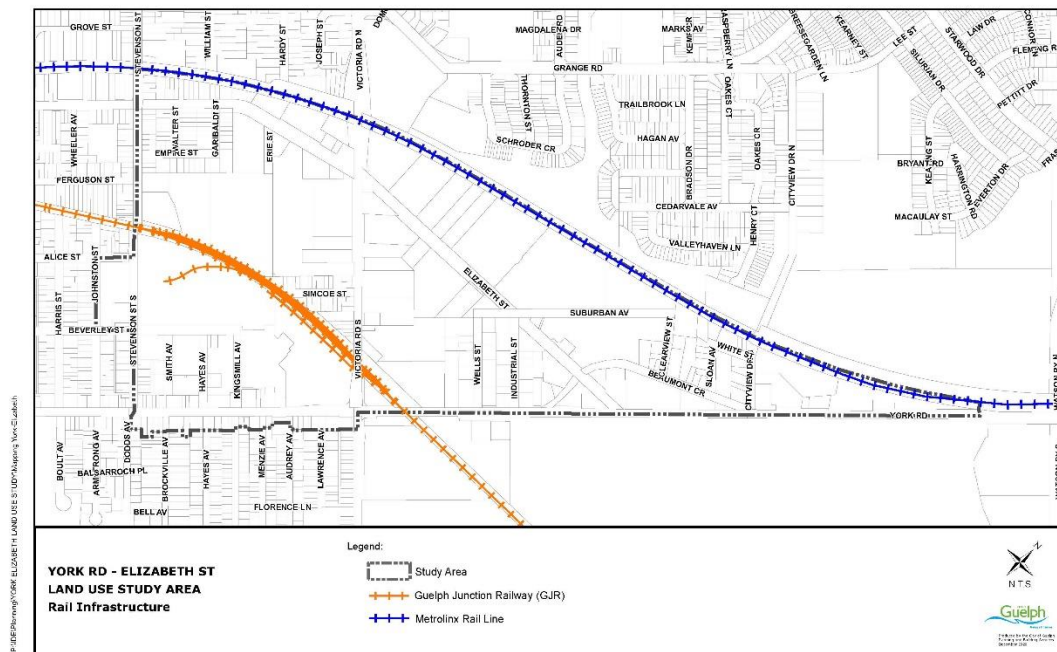 GROVE ST
STEVENSON ST
WILLIAM ST
HARDY ST
JOSEPH ST
VICTORIA RD N
MAGDALENA DR
AUDEN RD
MARKS AV
RASPBERRY LN
BREESEGARDEN LN
KEARNEY ST
LEE ST
LAW DR
STARWOOD DR
SILURIAN DR
FLEMING R
PETTITT DR
GRANGE RD
THORNTON ST
TRAILBROOK LN
OAKES CT
WHEELER AV
WALTER ST
GARIBALDI ST
EMPIRE ST
ERIE ST
SCHRODER CR
HAGAN AV
BRADSON DR
OAKES CR
CITYVIEW DR N
BRYANT RD
KEATING ST
HARRINGTON RD
EVERTON DR
FRAS
FERGUSON ST
CEDARVALE AV
HENRY CT
MACAULAY ST
VALLEYHAVEN LN
ALICE ST
JOHNSTON ST
HARRIS ST
BEVERLEY ST
STEVENSON ST S
SIMCOE ST
ELIZABETH ST
SUBURBAN AV
VICTORIA RD S
SMITH AV
HAYES AV
KINGSMILL AV
WELLS ST
INDUSTRIAL ST
CLEARVIEW ST
WHITE ST
SLOAN AV
BEAUMONT CR
CITYVIEW DR
YORK RD
BOULT AV
ARMSTRONG AV
DODDS AV
BALSARROCH PL
BROCKVILLE AV
HAYES AV
MENZIE AV
AUDREY AV
LAWRENCE AV
BELL AV
FLORENCE LN
YORK RD - ELIZABETH ST
LAND USE STUDY AREA
Rail Infrastructure
Legend:
Study Area
Guelph Junction Railway (GJR)
Metrolinx Rail Line
N
NTS
Guelph